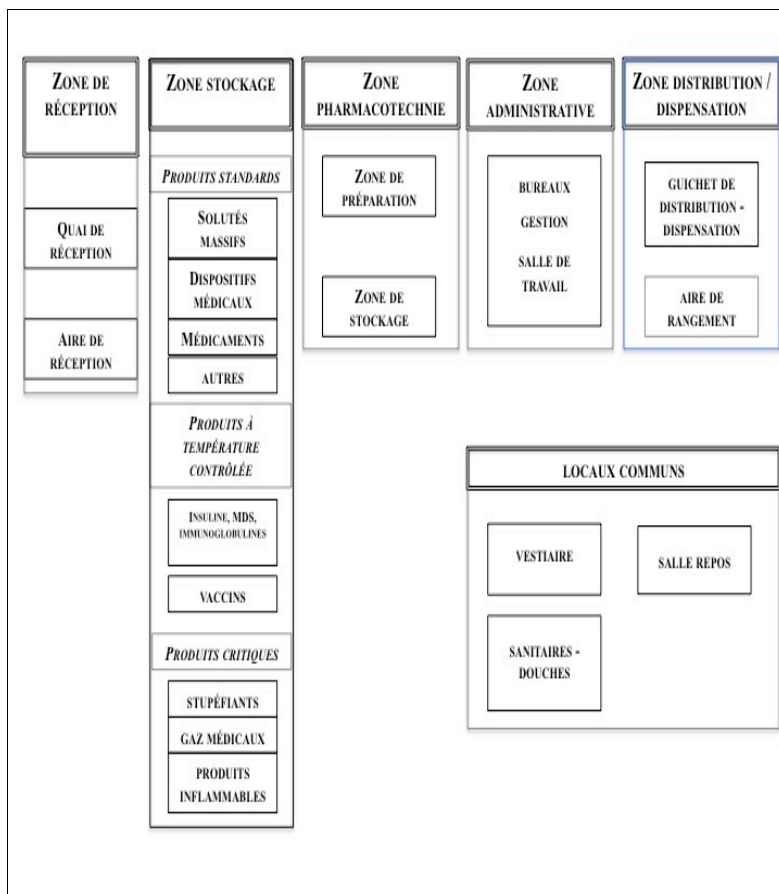 ZONE DE
RÉCEPTION
QUAI DE
RÉCEPTION
AIRE DE
RÉCEPTION
ZONE STOCKAGE
PRODUITS STANDARDS
SOLUTÉS
MASSIFS
DISPOSITIFS
MÉDICAUX
MÉDICAMENTS
AUTRES
PRODUITS À
TEMPÉRATURE
CONTRÔLÉE
INSULINE, MDS,
IMMUNOGLOBULINES
VACCINS
PRODUITS CRITIQUES
STUPÉFIANTS
GAZ MÉDICAUX
PRODUITS
INFLAMMABLES
ZONE
PHARMACOTECHNIE
ZONE DE
PRÉPARATION
ZONE DE
STOCKAGE
ZONE
ADMINISTRATIVE
BUREAUX
GESTION
SALLE DE
TRAVAIL
ZONE DISTRIBUTION /
DISPENSATION
GUICHET DE
DISTRIBUTION -
DISPENSATION
AIRE DE
RANGEMENT
LOCAUX COMMUNS
VESTIAIRE
SALLE REPOS
SANITAIRES -
DOUCHES